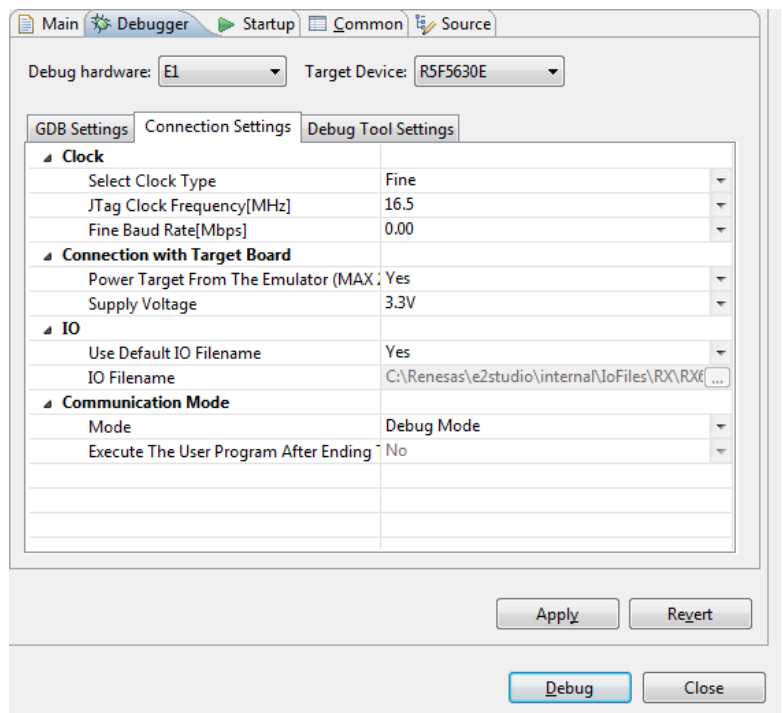 Main Debugger Startup Common Source
Debug hardware: E1 Target Device: R5F5630E
GDB Settings Connection Settings Debug Tool Settings
Clock
Select Clock Type Fine
JTag Clock Frequency[MHz] 16.5
Fine Baud Rate[Mbps] 0.00
Connection with Target Board
Power Target From The Emulator (MAX Yes
Supply Voltage 3.3V
IO
Use Default IO Filename Yes
IO Filename C:\Renesas\e2studio\internal\IoFiles\RX\RX6 ...
Communication Mode
Mode Debug Mode
Execute The User Program After Ending No
Apply Revert
Debug Close